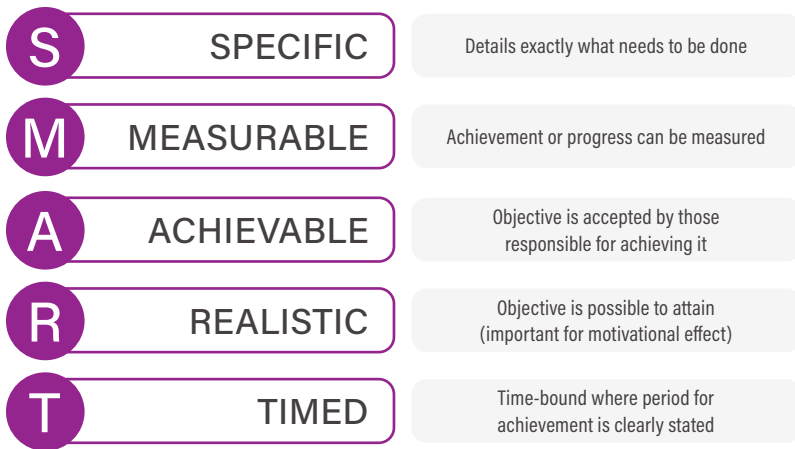 S SPECIFIC Details exactly what needs to be done
M MEASURABLE Achievement or progress can be measured
A ACHIEVABLE Objective is accepted by those
responsible for achieving it
R REALISTIC Objective is possible to attain
(important for motivational effect)
T TIMED Time-bound where period for
achievement is clearly stated